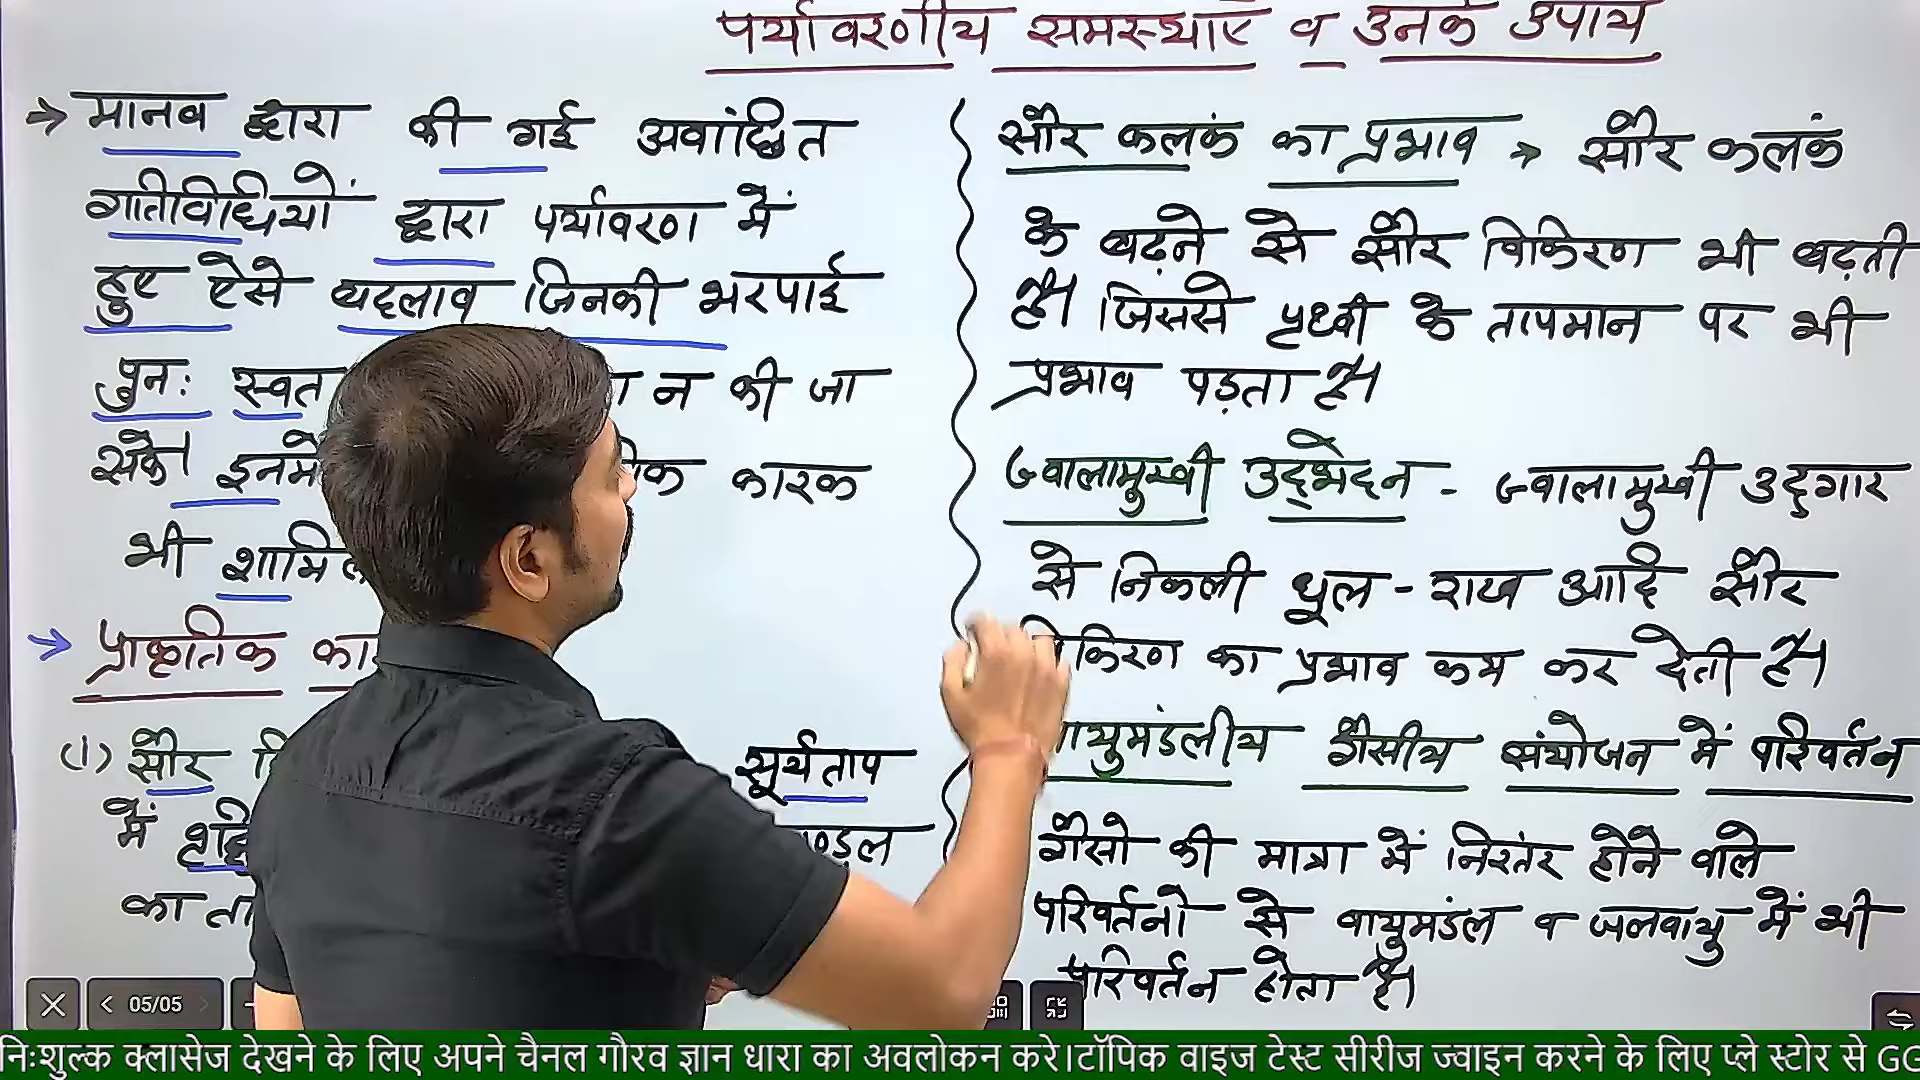 पर्यावरणीय समस्याएँ व उनके उपाय
→ मानव द्वारा की गई अवांछित
गतिविधियों द्वारा पर्यावरण में
हुए ऐसे बदलाव जिनकी भरपाई
पुनः स्वत न की जा
सके। इनमे कारक
भी शामिल
→ प्राकृतिक
(1) सौर सूर्यताप
में
का
सौर कलकं का प्रभाव → सौर कलकं
के बढ़ने से सौर विकिरण भी बढ़ती
है। जिससे पृथ्वी के तापमान पर भी
प्रभाव पड़ता है।
ज्वालामुखी उद्भेदन - ज्वालामुखी उद्गार
से निकली धूल - राख आदि सौर
विकिरण का प्रभाव कम कर देती है।
वायुमंडलीय गैसीय संयोजन में परिवर्तन
गैसो की मात्रा में निरतंर होने वाले
परिवर्तनो से वायुमंडल व जलवायु में भी
परिवर्तन होता है।
05/05
निःशुल्क क्लासेज देखने के लिए अपने चैनल गौरव ज्ञान धारा का अवलोकन करे।टॉपिक वाइज टेस्ट सीरीज ज्वाइन करने के लिए प्ले स्टोर से